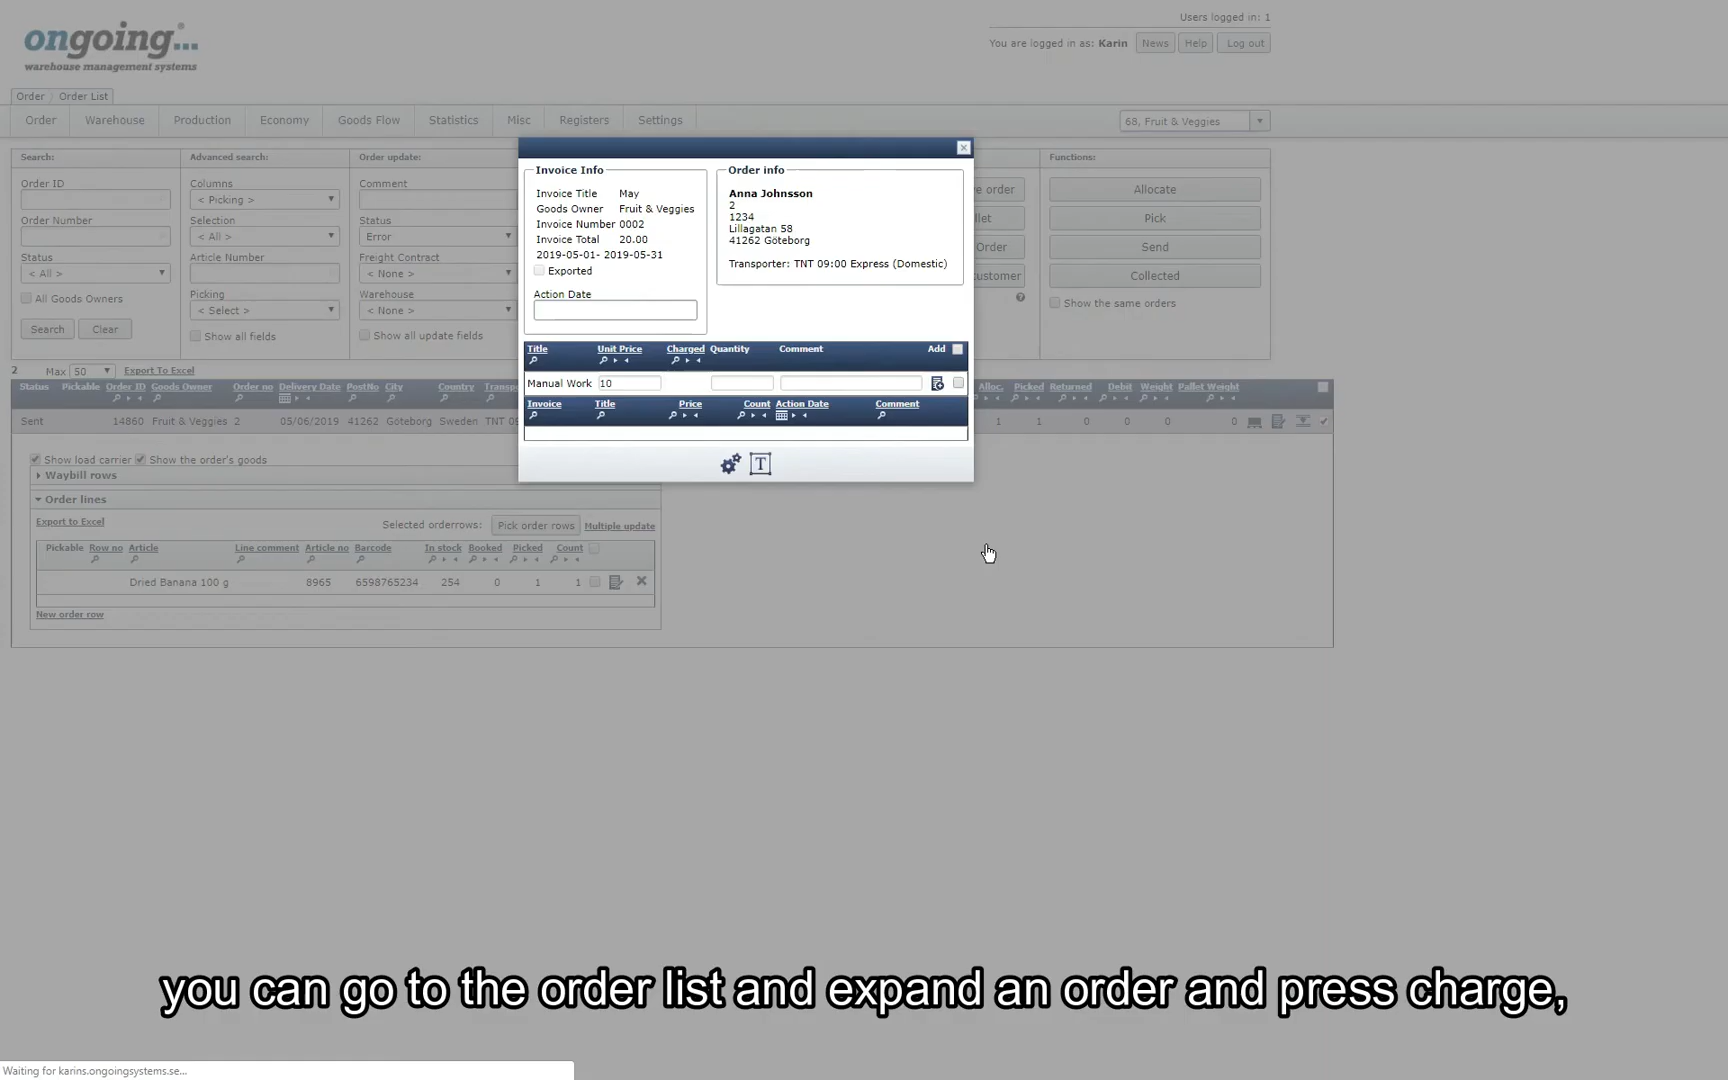 ongoing...
warehouse management systems
Users logged in: 1
You are logged in as: Karin News Help Log out
Order Order List
Order Warehouse Production Economy Goods Flow Statistics Misc Registers Settings
68, Fruit & Veggies
Search:
Order ID
Order Number
Status
< All >
All Goods Owners
Search Clear
Advanced search:
Columns
< Picking >
Selection
< All >
Article Number
Picking
< Select >
Show all fields
Order update:
Comment
Status
Error
Freight Contract
< None >
Warehouse
< None >
Show all update fields
Order
Functions:
Allocate
Pick
Send
Collected
Show the same orders
Invoice Info
Invoice Title May
Goods Owner Fruit & Veggies
Invoice Number 0002
Invoice Total 20.00
2019-05-01- 2019-05-31
Exported
Action Date
Order info
Anna Johnsson
2
1234
Lillagatan 58
41262 Göteborg
Transporter: TNT 09:00 Express (Domestic)
Title Unit Price Charged Quantity Comment Add
Manual Work 10
Invoice Title Price Count Action Date Comment
T
2 Max 50 Export To Excel
Status Pickable Order ID Goods Owner Order no Delivery Date PostNo City Country Alloc. Picked Returned Debit Weight Pallet Weight
Sent 14860 Fruit & Veggies 2 05/06/2019 41262 Göteborg Sweden TNT 1 1 0 0 0 0
Show load carrier Show the order's goods
Waybill rows
Order lines
Export to Excel Selected orderrows: Pick order rows Multiple update
Pickable Row no Article Line comment Article no Barcode In stock Booked Picked Count
Dried Banana 100 g 8965 6598765234 254 0 1 1
New order row
you can go to the order list and expand an order and press charge,
Waiting for karins.ongoingsystems.se...